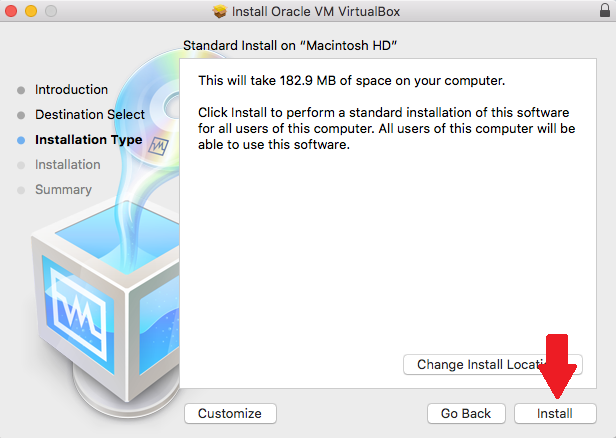 Install Oracle VM VirtualBox
Standard Install on “Macintosh HD”
Introduction
Destination Select
Installation Type
Installation
Summary
This will take 182.9 MB of space on your computer.
Click Install to perform a standard installation of this software
for all users of this computer. All users of this computer will be
able to use this software.
Change Install
Customize
Go Back
Install